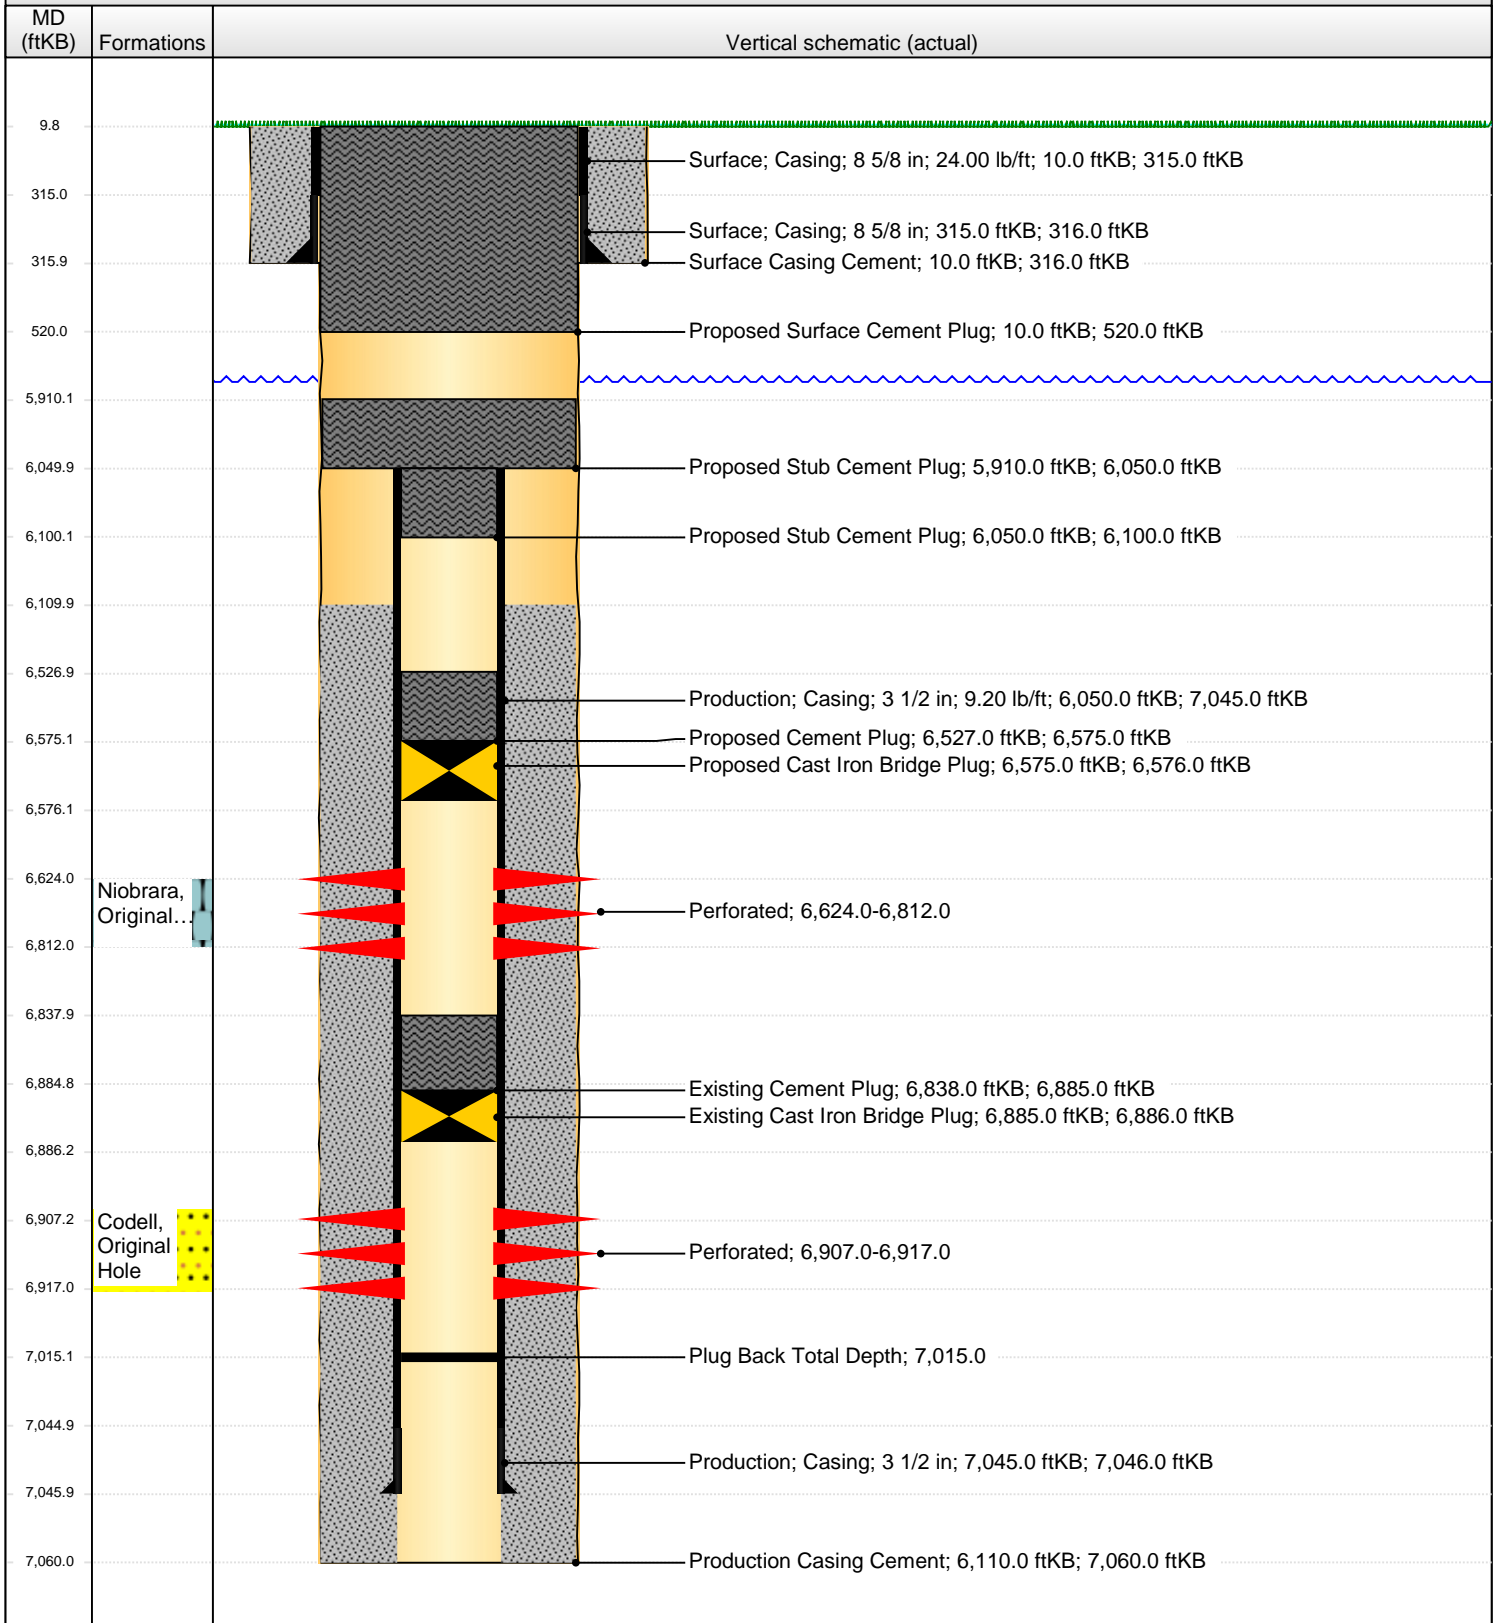 MD
(ftKB)
Formations
Vertical schematic (actual)
9.8
Surface; Casing; 8 5/8 in; 24.00 lb/ft; 10.0 ftKB; 315.0 ftKB
315.0
Surface; Casing; 8 5/8 in; 315.0 ftKB; 316.0 ftKB
315.9
Surface Casing Cement; 10.0 ftKB; 316.0 ftKB
520.0
Proposed Surface Cement Plug; 10.0 ftKB; 520.0 ftKB
5,910.1
6,049.9
Proposed Stub Cement Plug; 5,910.0 ftKB; 6,050.0 ftKB
6,100.1
Proposed Stub Cement Plug; 6,050.0 ftKB; 6,100.0 ftKB
6,109.9
6,526.9
Production; Casing; 3 1/2 in; 9.20 lb/ft; 6,050.0 ftKB; 7,045.0 ftKB
6,575.1
Proposed Cement Plug; 6,527.0 ftKB; 6,575.0 ftKB
Proposed Cast Iron Bridge Plug; 6,575.0 ftKB; 6,576.0 ftKB
6,576.1
6,624.0
Niobrara,
Original…
Perforated; 6,624.0-6,812.0
6,812.0
6,837.9
6,884.8
Existing Cement Plug; 6,838.0 ftKB; 6,885.0 ftKB
Existing Cast Iron Bridge Plug; 6,885.0 ftKB; 6,886.0 ftKB
6,886.2
6,907.2
Codell,
Original
Hole
Perforated; 6,907.0-6,917.0
6,917.0
7,015.1
Plug Back Total Depth; 7,015.0
7,044.9
Production; Casing; 3 1/2 in; 7,045.0 ftKB; 7,046.0 ftKB
7,045.9
7,060.0
Production Casing Cement; 6,110.0 ftKB; 7,060.0 ftKB